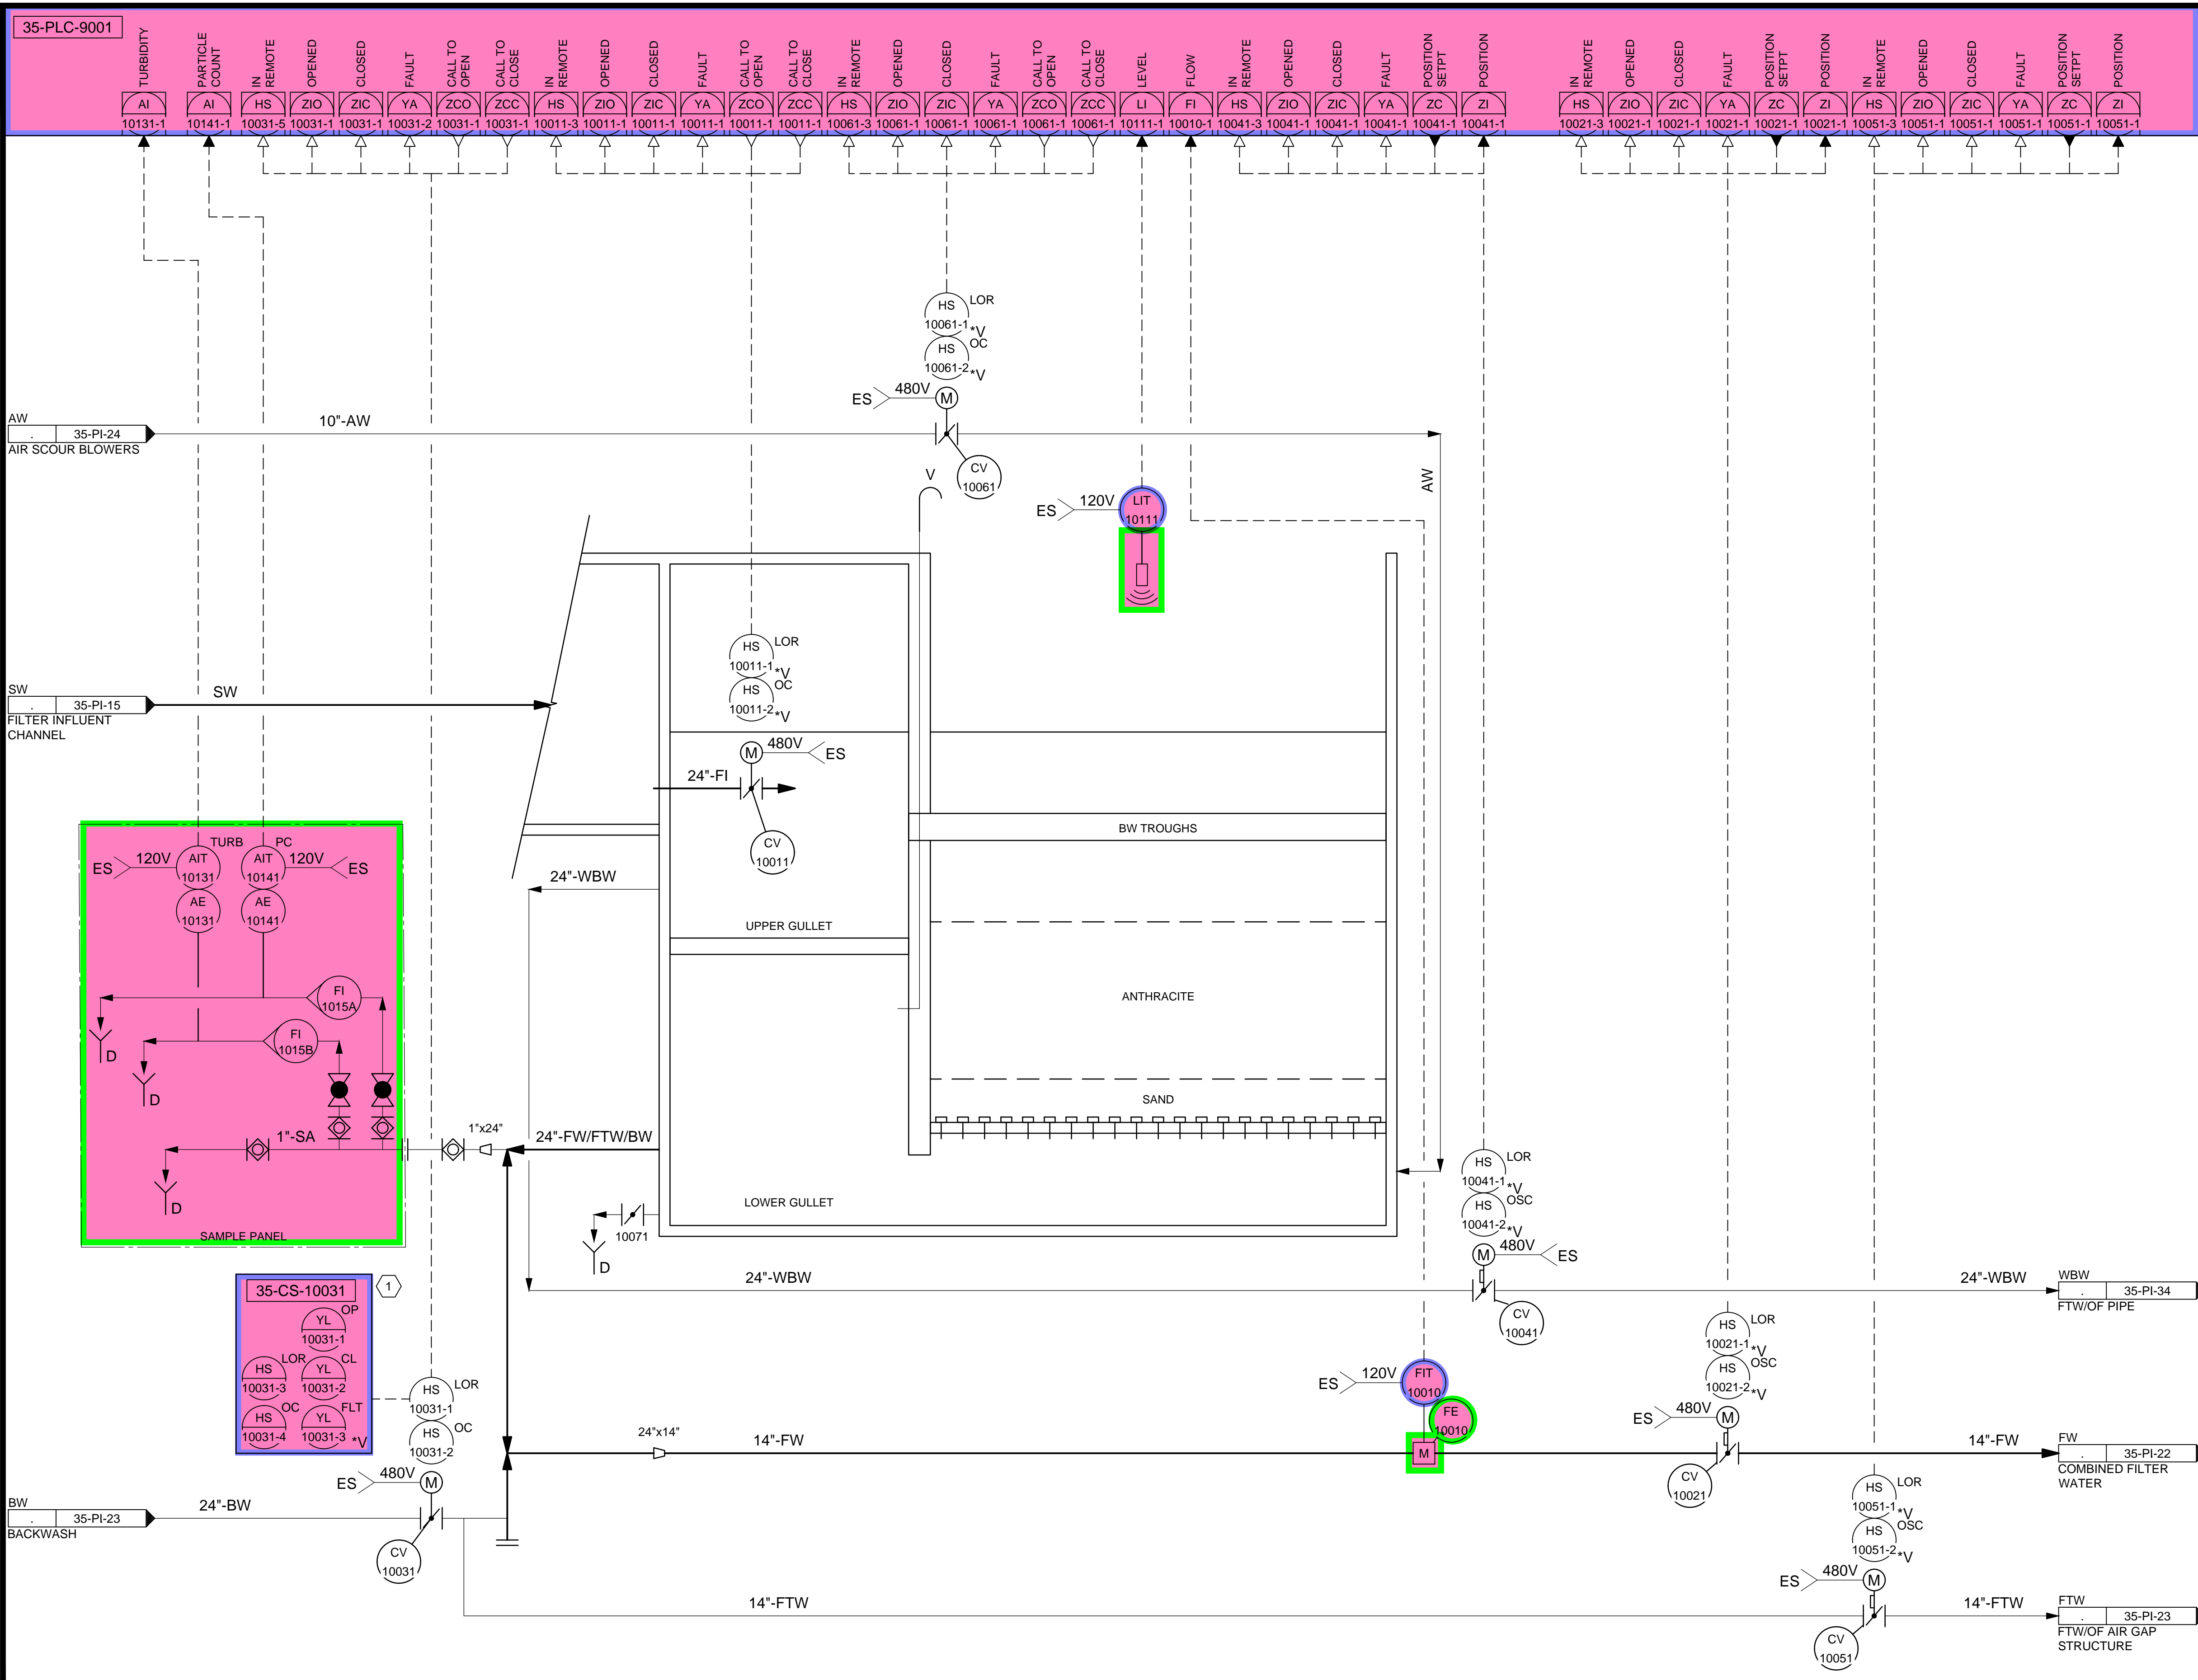 35-PLC-9001
TURBIDITY
PARTICLE
COUNT
IN
REMOTE
OPENED
CLOSED
FAULT
CALL TO
OPEN
CALL TO
CLOSE
IN
REMOTE
OPENED
CLOSED
FAULT
CALL TO
OPEN
CALL TO
CLOSE
IN
REMOTE
OPENED
CLOSED
FAULT
CALL TO
OPEN
CALL TO
CLOSE
LEVEL
FLOW
IN
REMOTE
OPENED
CLOSED
FAULT
POSITION
SETPT
POSITION
IN
REMOTE
OPENED
CLOSED
FAULT
POSITION
SETPT
POSITION
IN
REMOTE
OPENED
CLOSED
FAULT
POSITION
SETPT
POSITION
AI AI HS ZIO ZIC YA ZCO ZCC HS ZIO ZIC YA ZCO ZCC HS ZIO ZIC YA ZCO ZCC LI FI HS ZIO ZIC YA ZC ZI HS ZIO ZIC YA ZC ZI HS ZIO ZIC YA ZC ZI
10131-1 10141-1 10031-5 10031-1 10031-1 10031-2 10031-1 10031-1 10011-3 10011-1 10011-1 10011-1 10011-1 10011-1 10061-3 10061-1 10061-1 10061-1 10061-1 10061-1 10111-1 10010-1 10041-3 10041-1 10041-1 10041-1 10041-1 10041-1 10021-3 10021-1 10021-1 10021-1 10021-1 10021-1 10051-3 10051-1 10051-1 10051-1 10051-1 10051-1
HS LOR
10061-1 *V
HS OC
10061-2 *V
ES 480V M
AW
. 35-PI-24
AIR SCOUR BLOWERS
10"-AW
CV
10061
V
AW
ES 120V LIT
10111
HS LOR
10011-1 *V
HS OC
10011-2 *V
M 480V ES
24"-FI
CV
10011
SW
. 35-PI-15
FILTER INFLUENT
CHANNEL
SW
BW TROUGHS
24"-WBW
UPPER GULLET
ANTHRACITE
SAND
LOWER GULLET
TURB PC
ES 120V AIT AIT 120V ES
10131 10141
AE AE
10131 10141
FI
1015A
FI
1015B
D
D
1"-SA
D
SAMPLE PANEL
1"x24"
24"-FW/FTW/BW
10071
D
HS LOR
10041-1 *V
HS OSC
10041-2 *V
M 480V ES
24"-WBW
CV
10041
24"-WBW
WBW
. 35-PI-34
FTW/OF PIPE
35-CS-10031
1
YL OP
10031-1
HS LOR YL CL
10031-3 10031-2
HS OC YL FLT
10031-4 10031-3 *V
HS LOR
10031-1
HS OC
10031-2
ES 480V M
24"x14"
14"-FW
ES 120V FIT
10010
FE
10010
M
HS LOR
10021-1 *V
HS OSC
10021-2 *V
ES 480V M
CV
10021
14"-FW
FW
. 35-PI-22
COMBINED FILTER
WATER
BW
. 35-PI-23
BACKWASH
24"-BW
CV
10031
HS LOR
10051-1 *V
HS OSC
10051-2 *V
ES 480V M
14"-FTW
CV
10051
14"-FTW
FTW
. 35-PI-23
FTW/OF AIR GAP
STRUCTURE